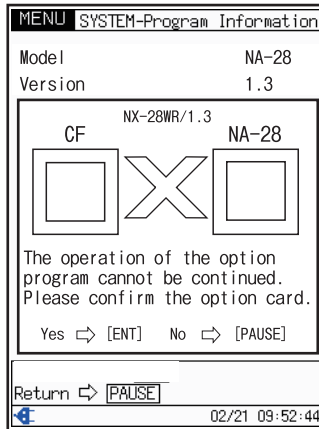 MENU SYSTEM-Program Information
Model NA-28
Version 1.3
NX-28WR/1.3
CF NA-28
The operation of the option
program cannot be continued.
Please confirm the option card.
Yes ⇨ [ENT] No ⇨ [PAUSE]
Return ⇨ PAUSE
02/21 09:52:44